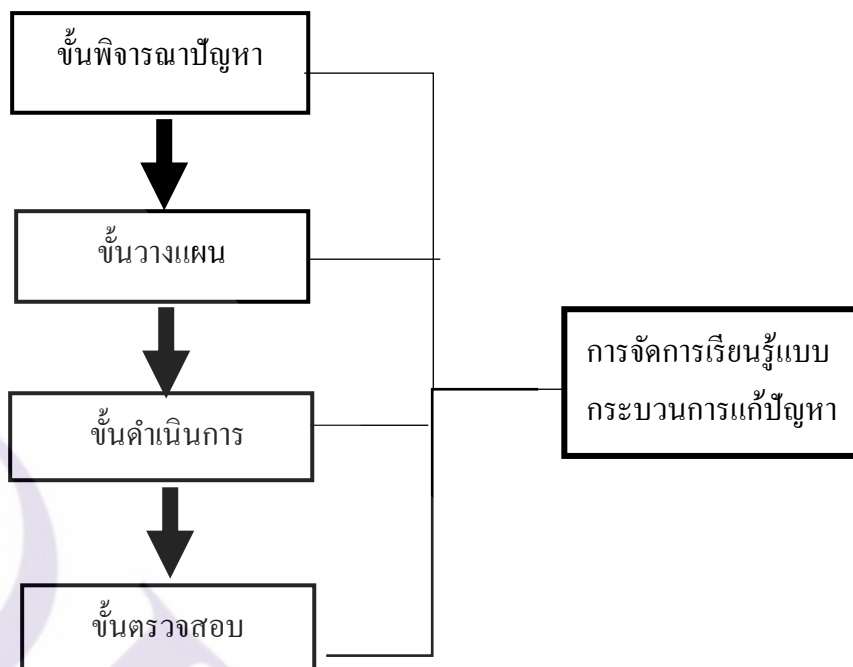 ขั้นพิจารณาปัญหา
ขั้นวางแผน
ขั้นดำเนินการ
ขั้นตรวจสอบ
การจัดการเรียนรู้แบบ
กระบวนการแก้ปัญหา